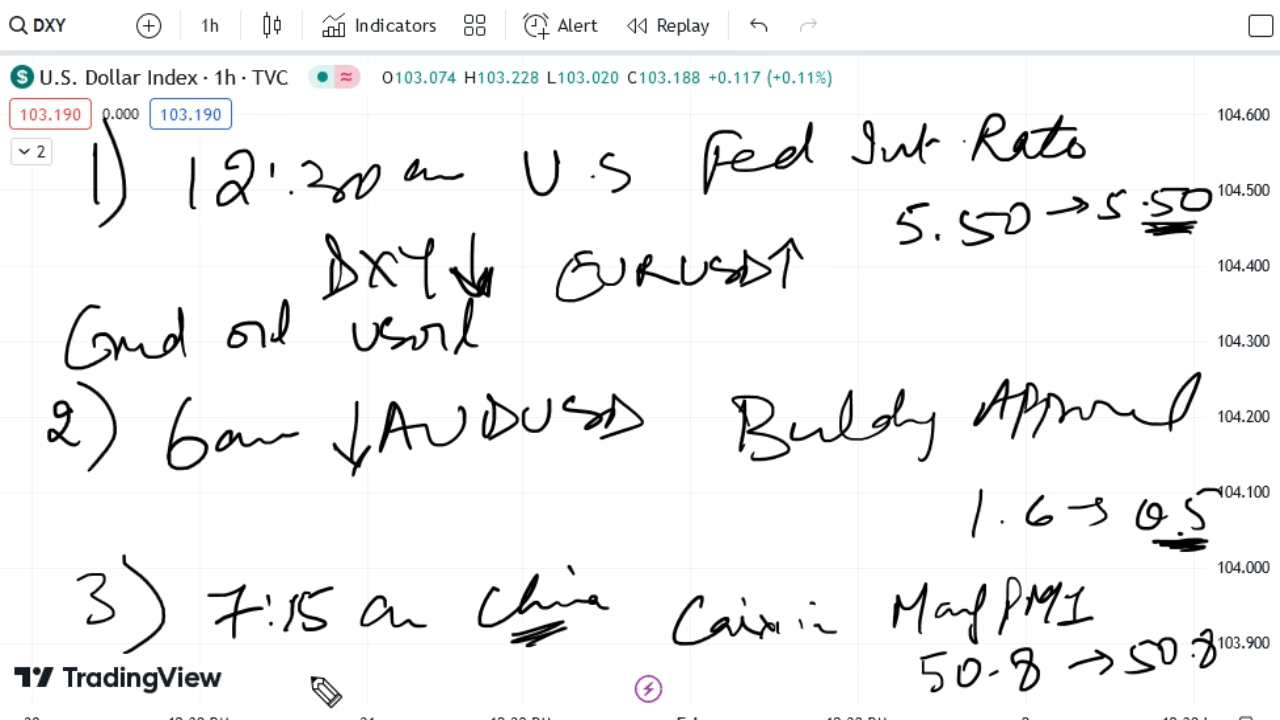 DXY 1h Indicators Alert Replay
U.S. Dollar Index · 1h · TVC O103.074 H103.228 L103.020 C103.188 +0.117 (+0.11%)
103.190 0.000 103.190
2
104.600
1) 12:30 am U.S Fed Int. Rate
104.500
5.50 → 5.50
DXY ↓ EURUSD ↑
104.400
oil usoil
104.300
2) 6am ↓ AUDUSD Buildg Approval
104.200
1.6 → 0.5
104.100
104.000
3) 7:15 am China Caixin Manf PMI
103.900
50.8 → 50.8
TradingView